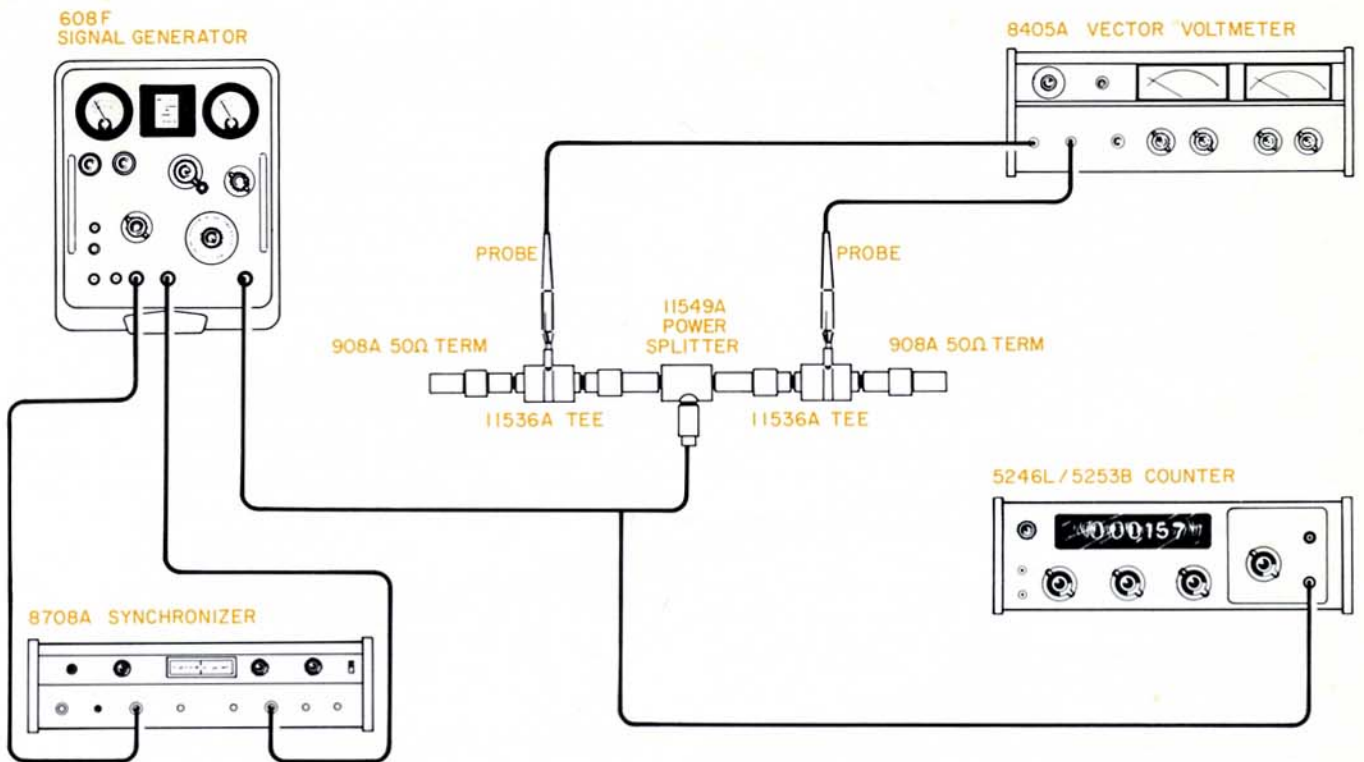 608F
SIGNAL GENERATOR
8405A VECTOR VOLTMETER
PROBE
PROBE
11549A
POWER
SPLITTER
908A 50Ω TERM
908A 50Ω TERM
11536A TEE
11536A TEE
5246L/5253B COUNTER
000157
8708A SYNCHRONIZER